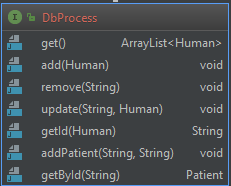 I DbProcess
get() ArrayList<Human>
add(Human) void
remove(String) void
update(String, Human) void
getId(Human) String
addPatient(String, String) void
getById(String) Patient